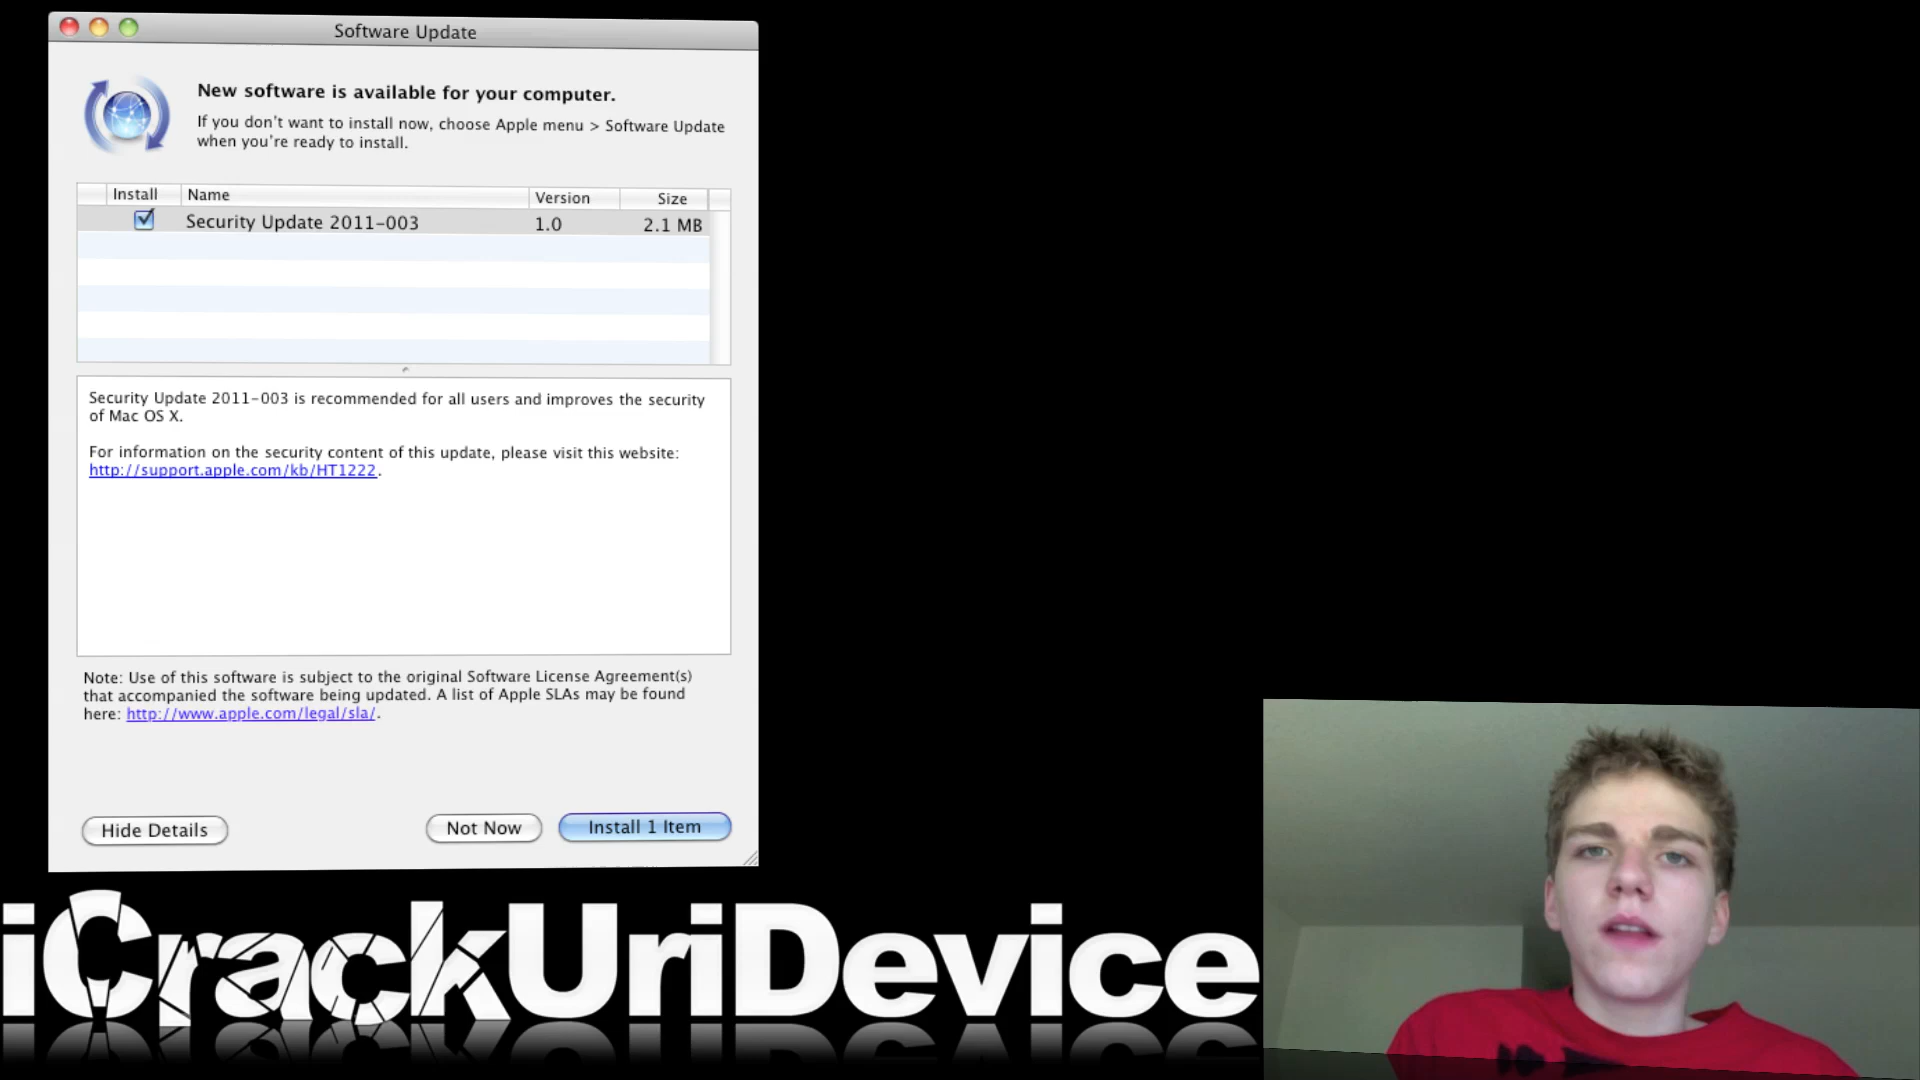 Software Update
New software is available for your computer.
If you don't want to install now, choose Apple menu > Software Update
when you're ready to install.
Install Name Version Size
Security Update 2011-003 1.0 2.1 MB
Security Update 2011-003 is recommended for all users and improves the security
of Mac OS X.
For information on the security content of this update, please visit this website:
http://support.apple.com/kb/HT1222.
Note: Use of this software is subject to the original Software License Agreement(s)
that accompanied the software being updated. A list of Apple SLAs may be found
here: http://www.apple.com/legal/sla/.
Hide Details Not Now Install 1 Item
iCrackUriDevice